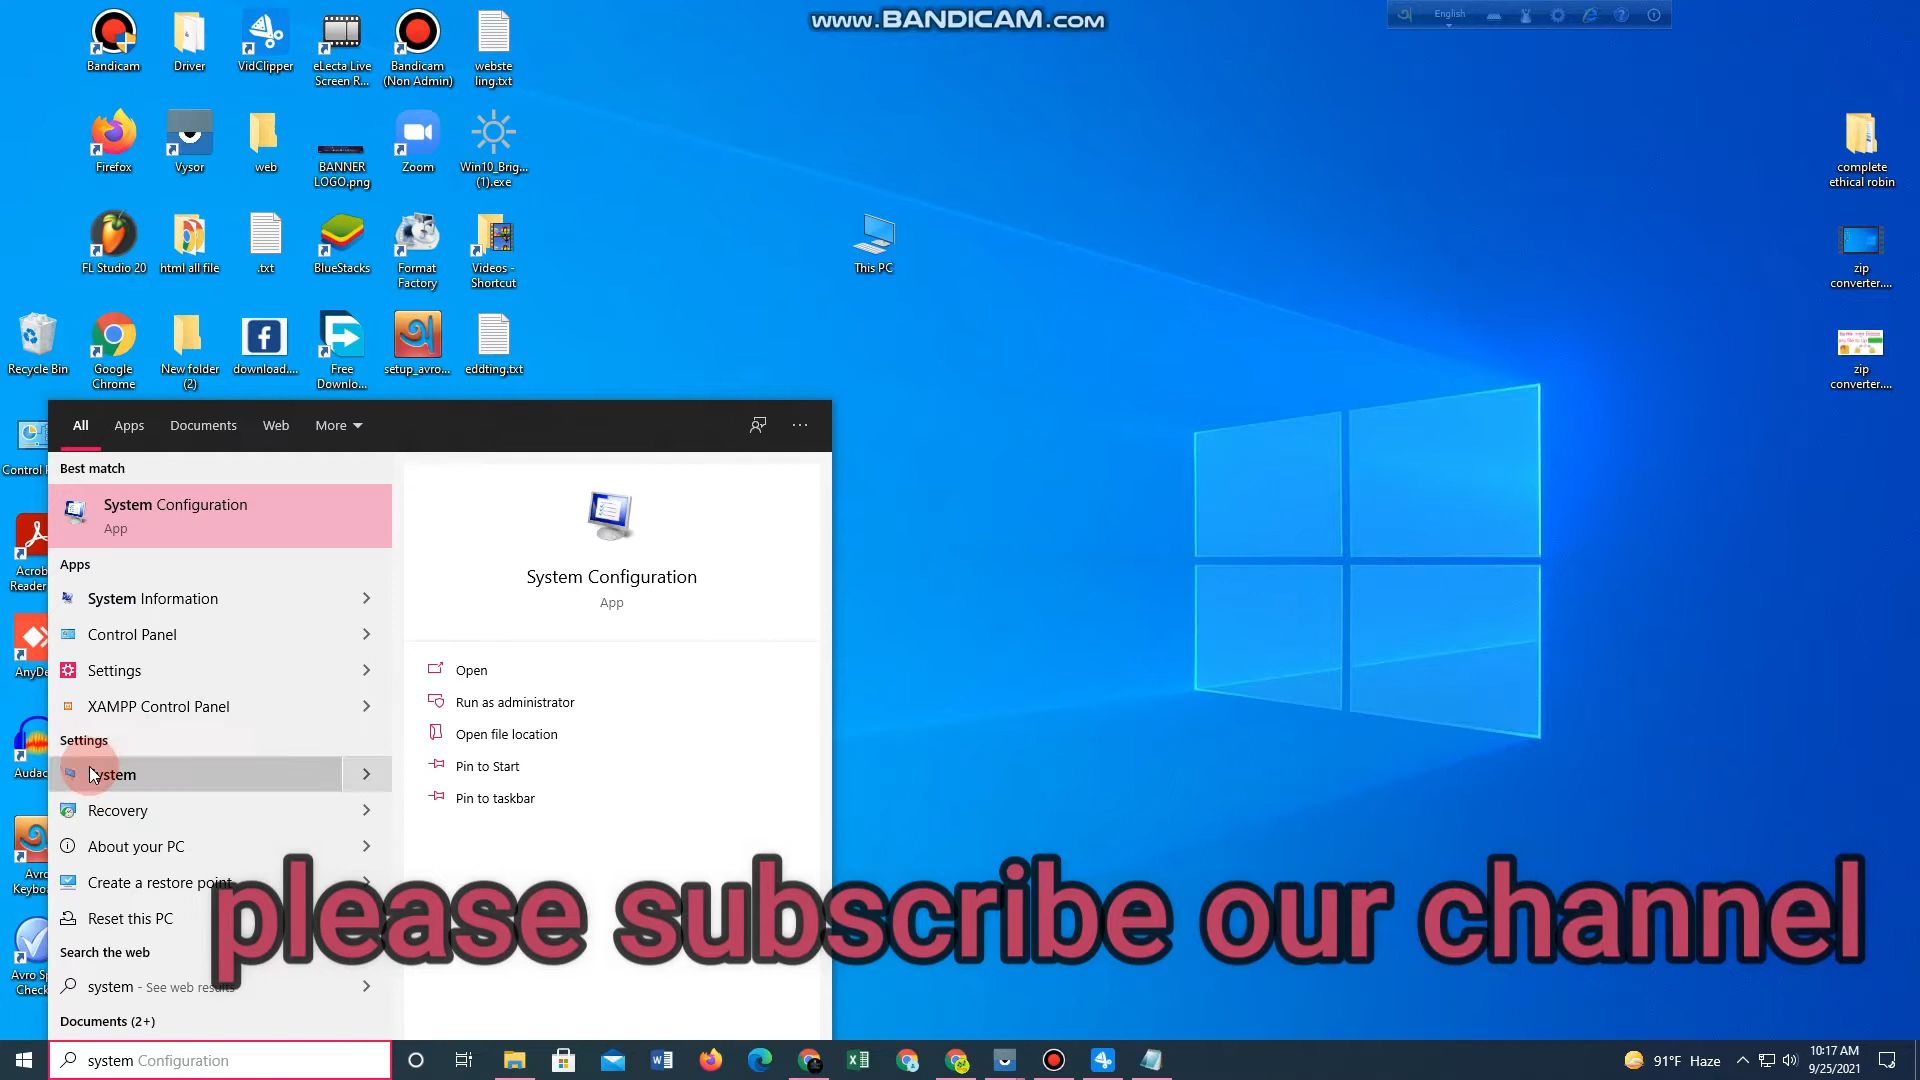 www.BANDICAM.com
English
Bandicam
Driver
VidClipper
eLecta Live
Screen R...
Bandicam
(Non Admin)
webste
ling.txt
Firefox
Vysor
web
BANNER
LOGO.png
Zoom
Win10_Brig...
(1).exe
complete
ethical robin
FL Studio 20
html all file
.txt
BlueStacks
Format
Factory
Videos -
Shortcut
This PC
zip
converter....
Recycle Bin
Google
Chrome
New folder
(2)
download....
Free
Downlo...
setup_avro...
eddting.txt
zip
converter....
All
Apps
Documents
Web
More
Best match
System Configuration
App
Apps
System Information
Control Panel
Settings
XAMPP Control Panel
Settings
System
Recovery
About your PC
Create a restore point
Reset this PC
Search the web
system - See web results
Documents (2+)
system Configuration
System Configuration
App
Open
Run as administrator
Open file location
Pin to Start
Pin to taskbar
please subscribe our channel
91°F Haze
10:17 AM
9/25/2021